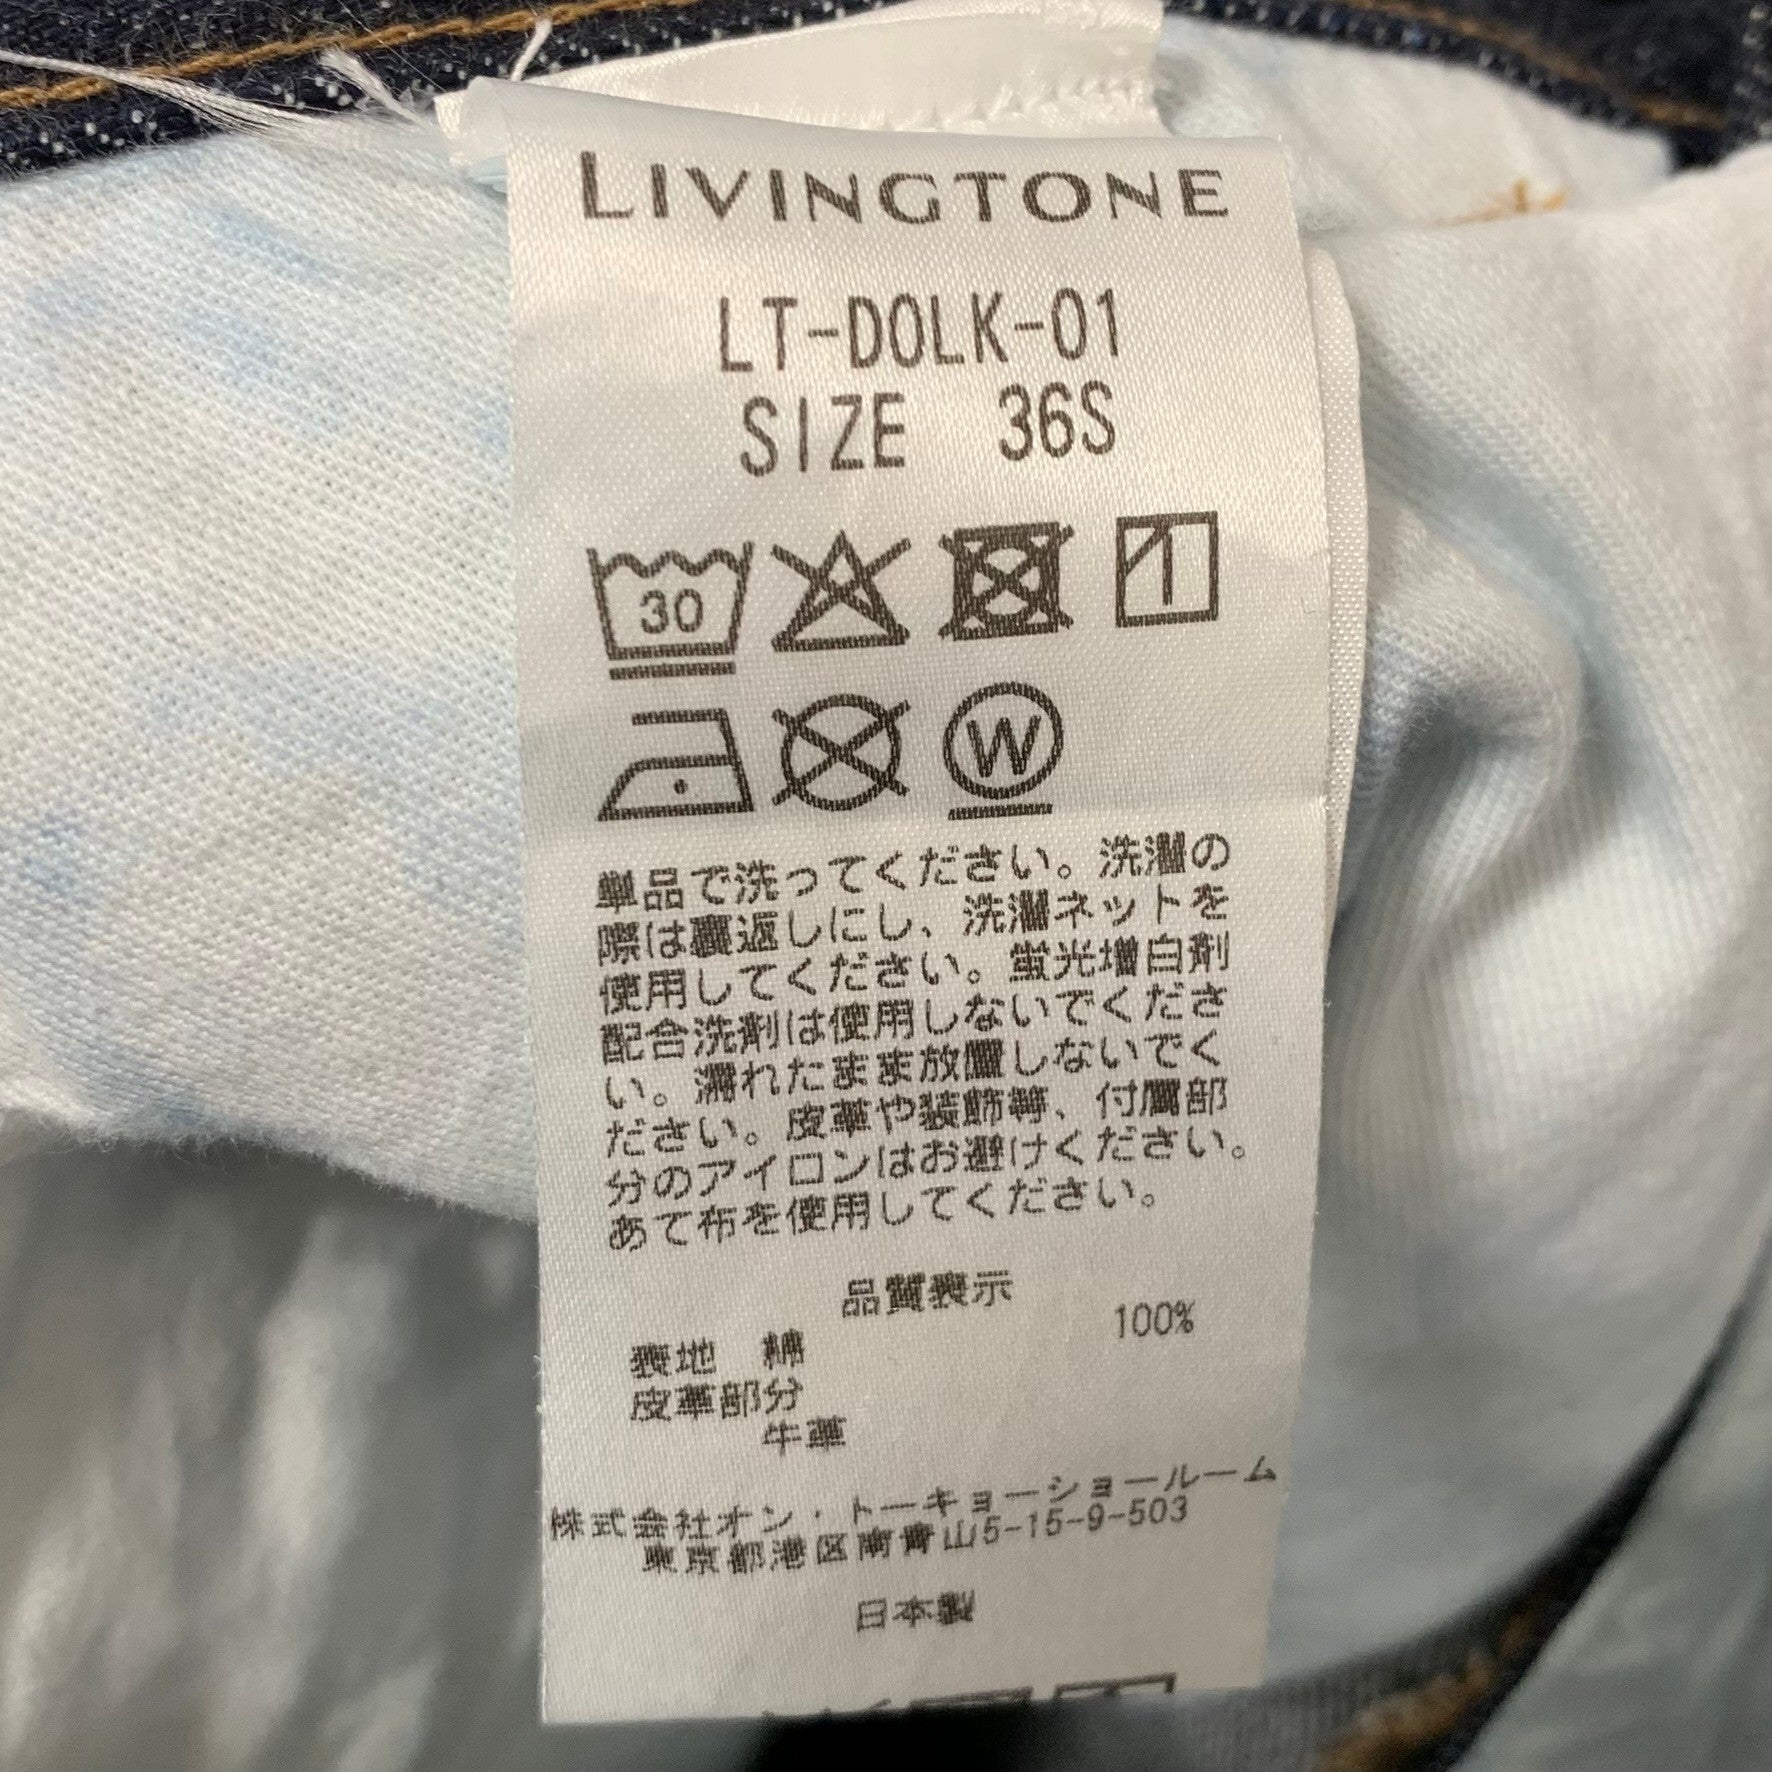 LIVINGTONE
LT-DOLK-01
SIZE 36S
30
W
単品で洗ってください。洗濯の
際は裏返しにし、洗濯ネットを
使用してください。蛍光増白剤
配合洗剤は使用しないでくださ
い。濡れたまま放置しないでく
ださい。皮革や装飾等、付属部
分のアイロンはお避けください。
あて布を使用してください。
品質表示
表地 綿 100%
皮革部分
牛革
株式会社オン・トーキョーショールーム
東京都港区南青山5-15-9-503
日本製